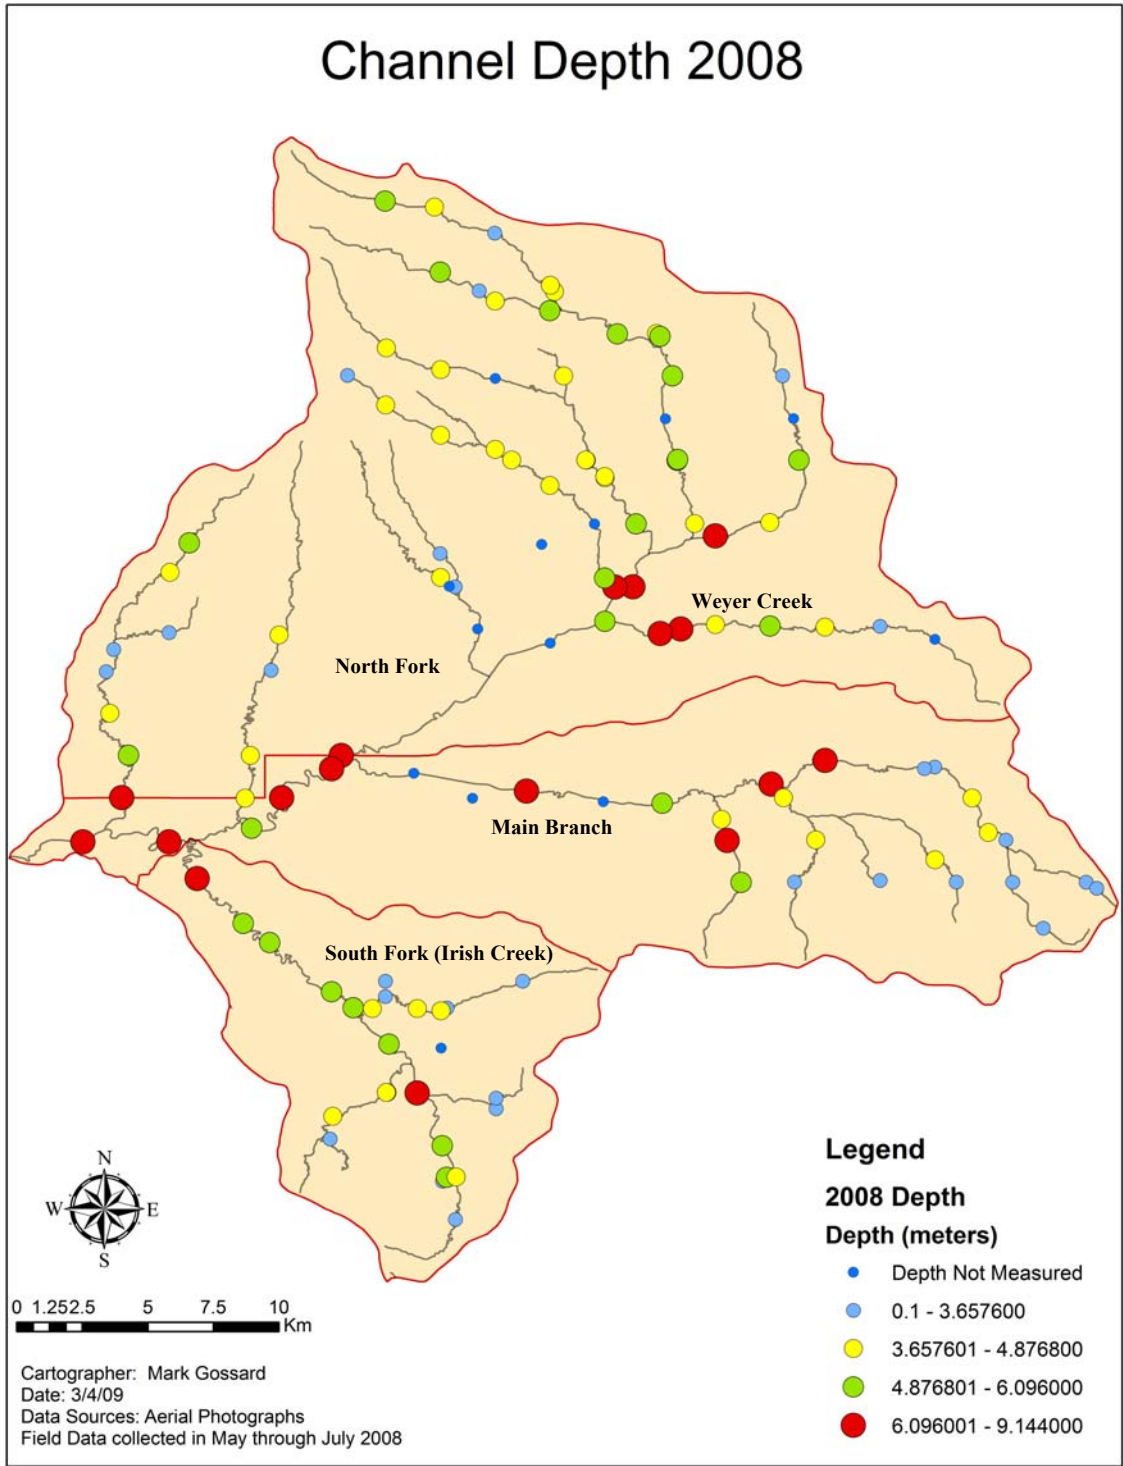 Channel Depth 2008
Weyer Creek
North Fork
Main Branch
South Fork (Irish Creek)
N
W E
S
0 1.252.5 5 7.5 10
Km
Cartographer: Mark Gossard
Date: 3/4/09
Data Sources: Aerial Photographs
Field Data collected in May through July 2008
Legend
2008 Depth
Depth (meters)
Depth Not Measured
0.1 - 3.657600
3.657601 - 4.876800
4.876801 - 6.096000
6.096001 - 9.144000